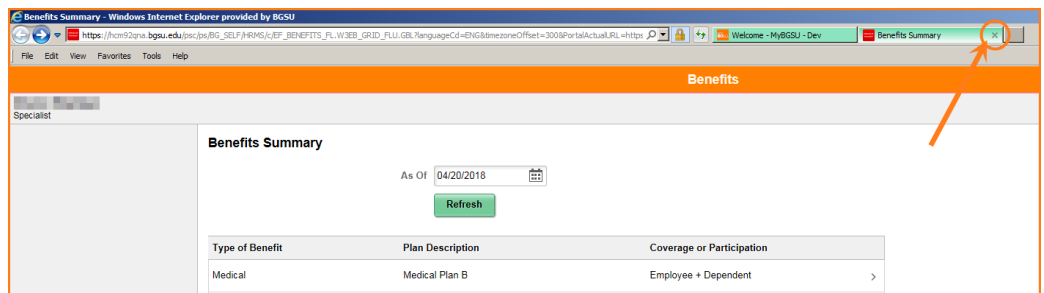 Benefits Summary - Windows Internet Explorer provided by BGSU
https://hcm92qna.bgsu.edu/psc/ps/BG_SELF/HRMS/c/EF_BENEFITS_FL.W3EB_GRID_FLU.GBL?languageCd=ENG&timezoneOffset=300&PortalActualURL=https
Welcome - MyBGSU - Dev
Benefits Summary
File Edit View Favorites Tools Help
Benefits
Specialist
Benefits Summary
As Of 04/20/2018
Refresh
Type of Benefit Plan Description Coverage or Participation
Medical Medical Plan B Employee + Dependent